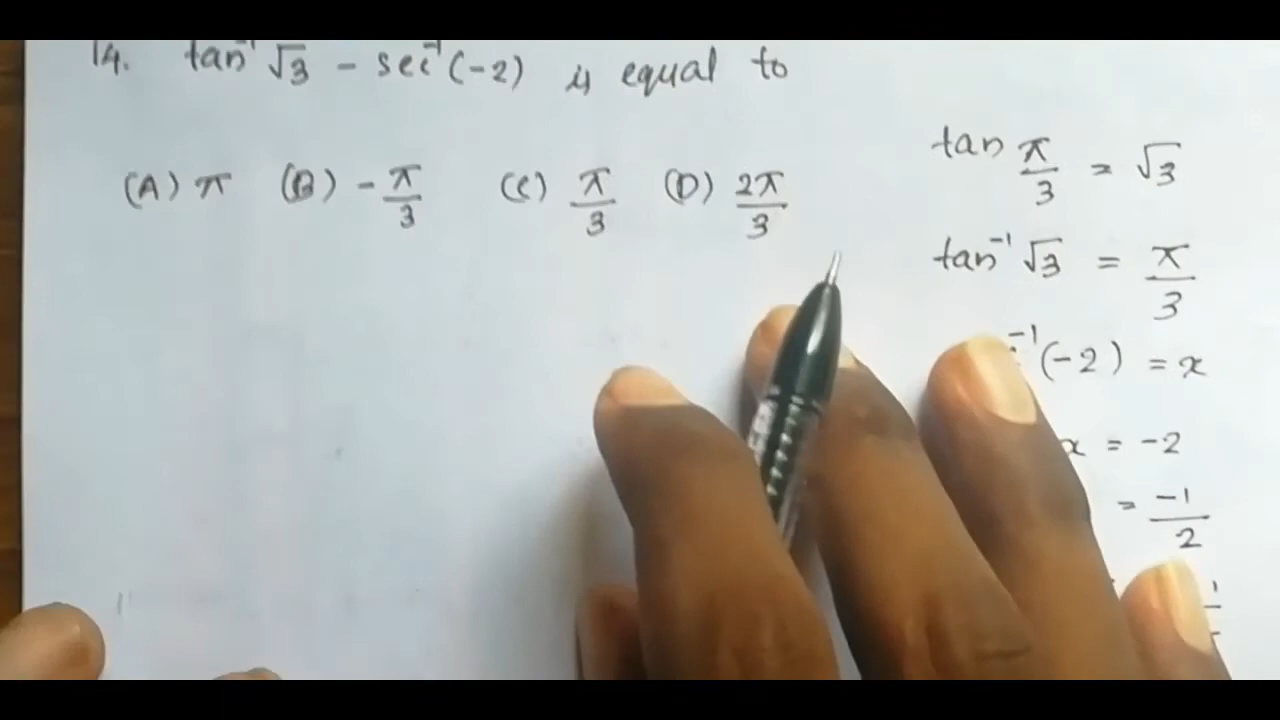 14. tan⁻¹ √3 - sec⁻¹ (-2) is equal to
(A) π (B) -π/3 (C) π/3 (D) 2π/3
tan π/3 = √3
tan⁻¹ √3 = π/3
⁻¹(-2) = x
x = -2
= -1/2